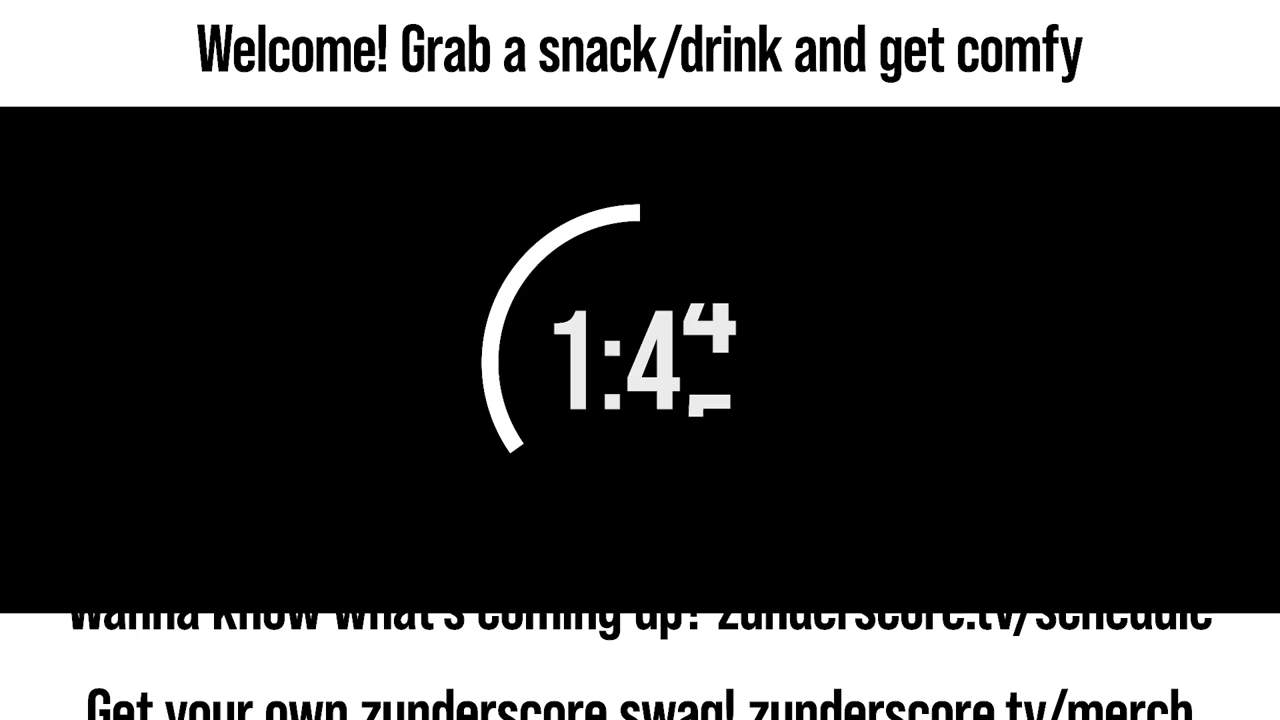 Welcome! Grab a snack/drink and get comfy
1:4
Wanna know what's coming up? zunderscore.tv/schedule
Get your own zunderscore swag! zunderscore.tv/merch